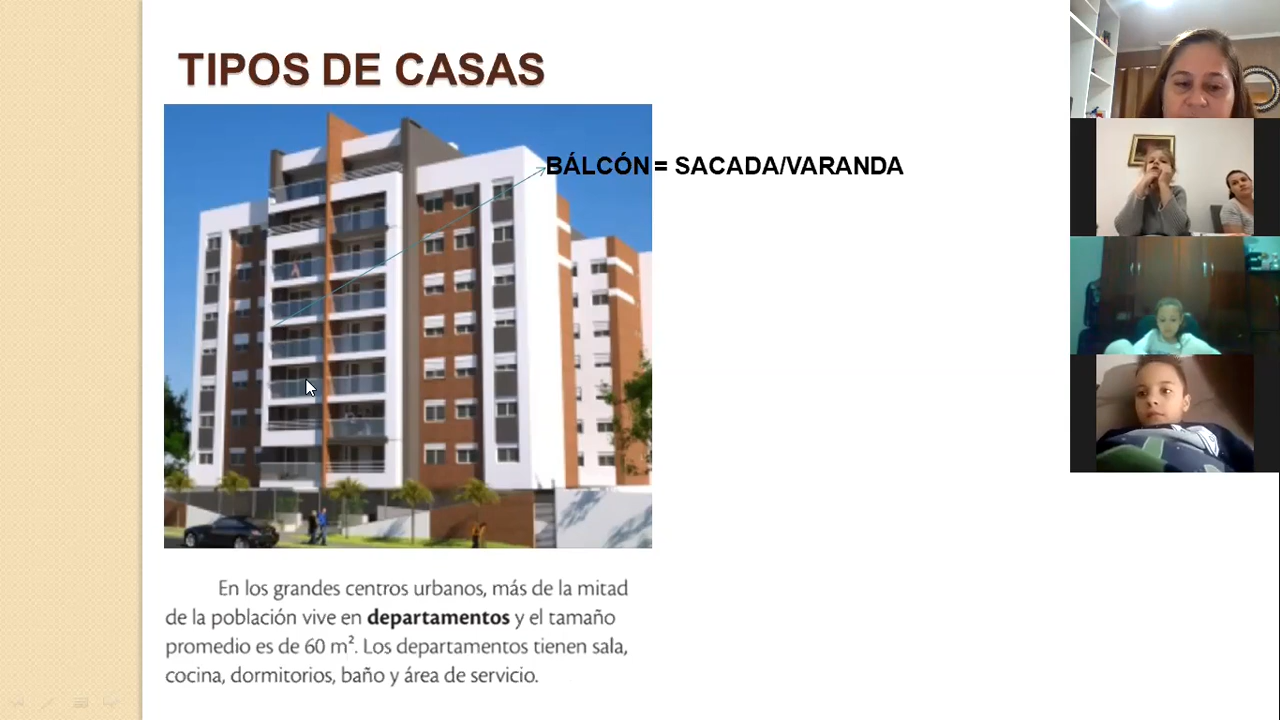 TIPOS DE CASAS
BÁLCÓN = SACADA/VARANDA
En los grandes centros urbanos, más de la mitad
de la población vive en departamentos y el tamaño
promedio es de 60 m². Los departamentos tienen sala,
cocina, dormitorios, baño y área de servicio.